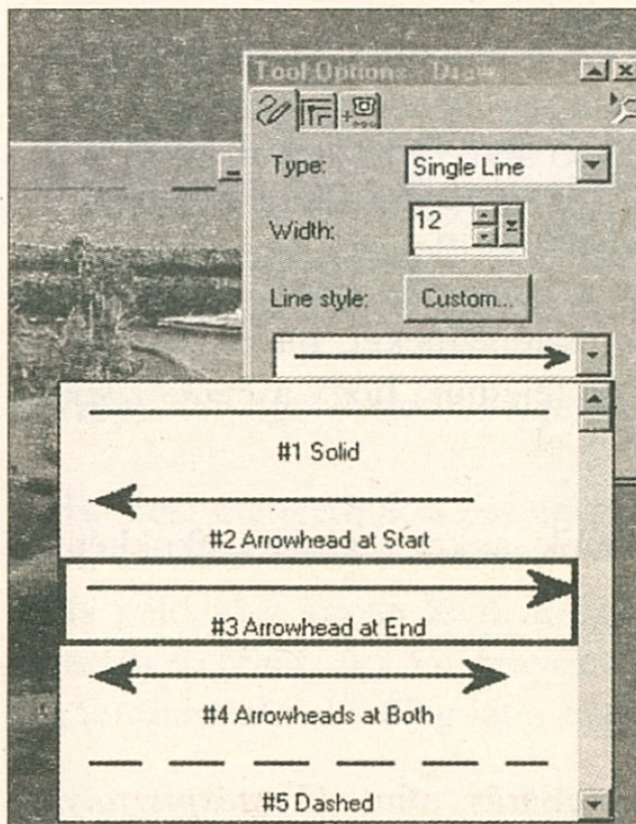 Tool Options - Draw
Type: Single Line
Width: 12
Line style: Custom...
#1 Solid
#2 Arrowhead at Start
#3 Arrowhead at End
#4 Arrowheads at Both
#5 Dashed